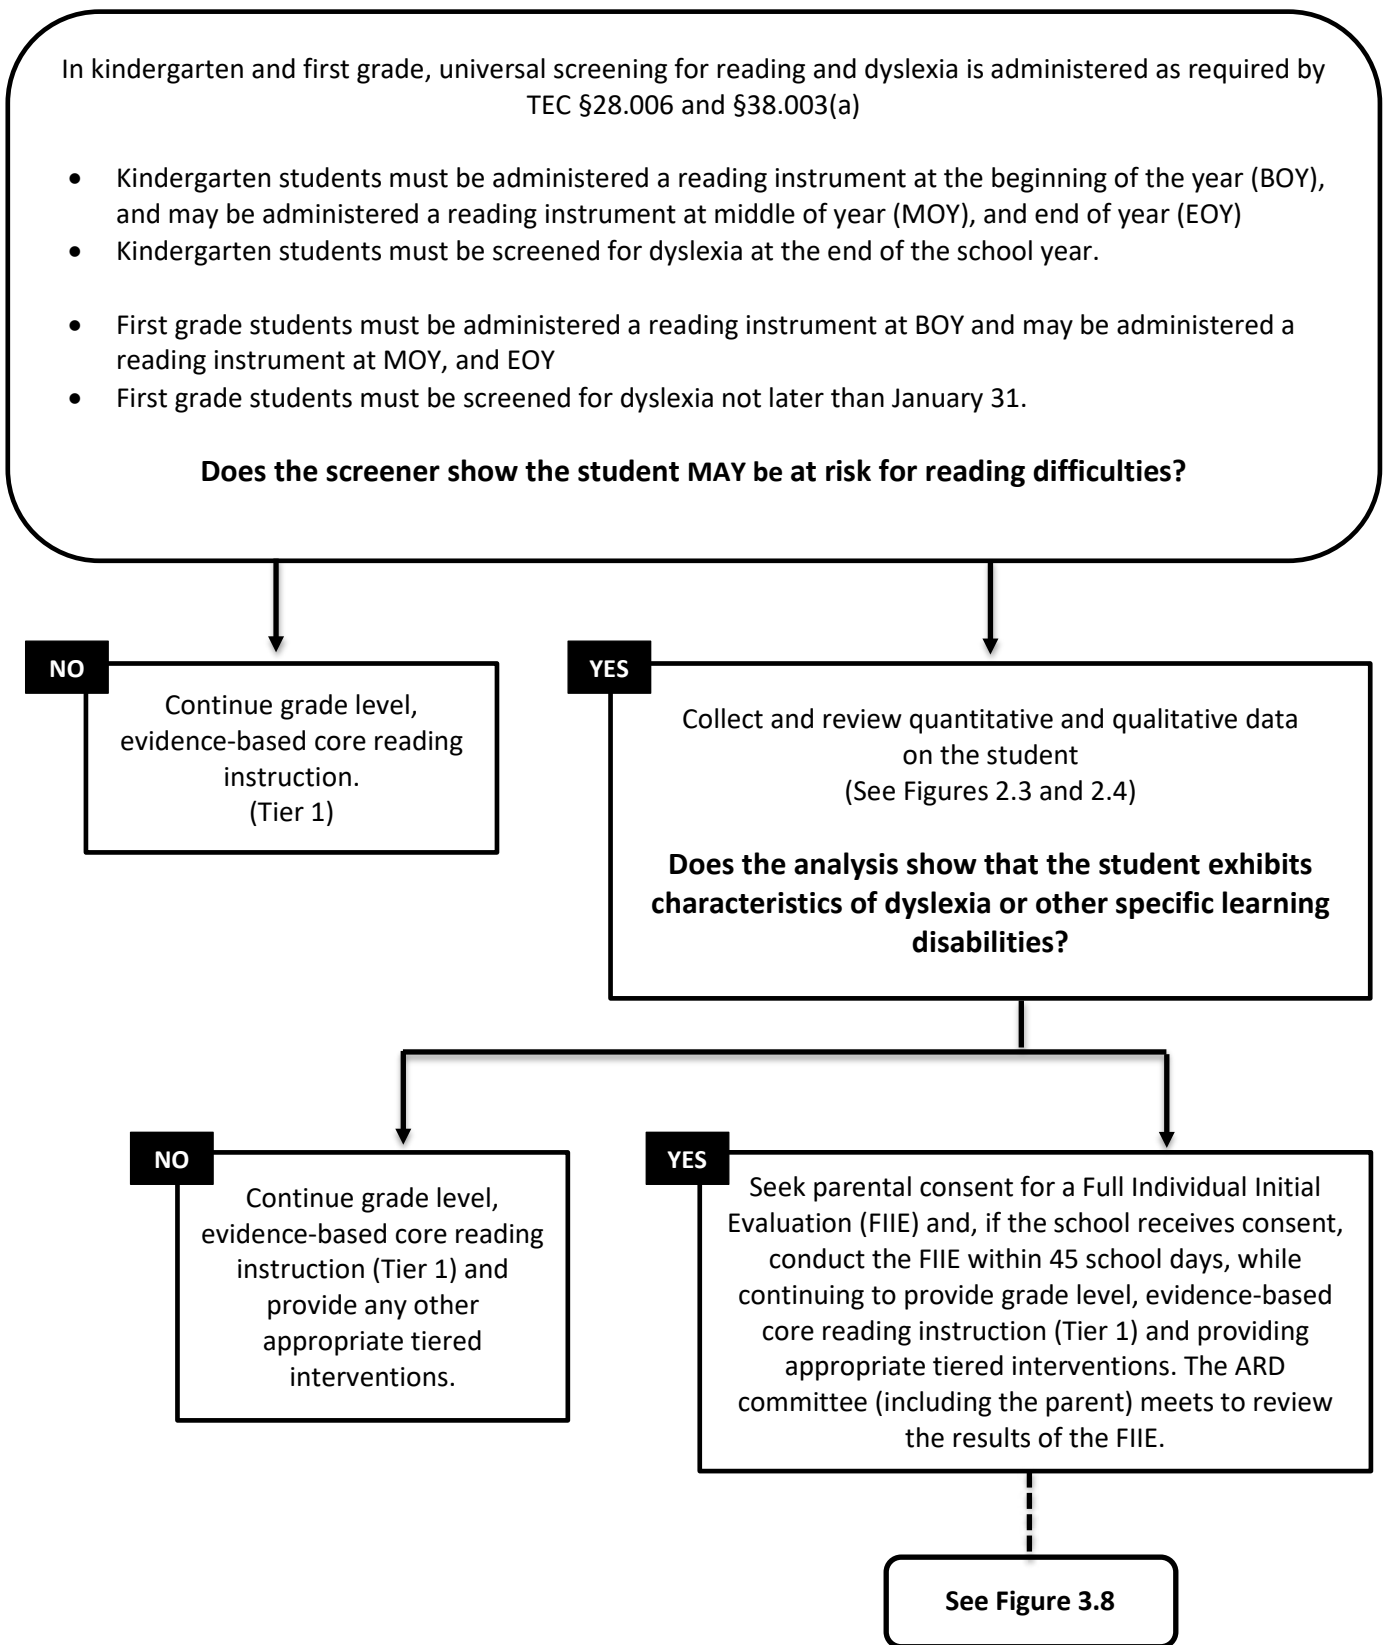 In kindergarten and first grade, universal screening for reading and dyslexia is administered as required by
TEC §28.006 and §38.003(a)
• Kindergarten students must be administered a reading instrument at the beginning of the year (BOY),
and may be administered a reading instrument at middle of year (MOY), and end of year (EOY)
• Kindergarten students must be screened for dyslexia at the end of the school year.
• First grade students must be administered a reading instrument at BOY and may be administered a
reading instrument at MOY, and EOY
• First grade students must be screened for dyslexia not later than January 31.
Does the screener show the student MAY be at risk for reading difficulties?
NO
Continue grade level,
evidence-based core reading
instruction.
(Tier 1)
YES
Collect and review quantitative and qualitative data
on the student
(See Figures 2.3 and 2.4)
Does the analysis show that the student exhibits
characteristics of dyslexia or other specific learning
disabilities?
NO
Continue grade level,
evidence-based core reading
instruction (Tier 1) and
provide any other
appropriate tiered
interventions.
YES
Seek parental consent for a Full Individual Initial
Evaluation (FIIE) and, if the school receives consent,
conduct the FIIE within 45 school days, while
continuing to provide grade level, evidence-based
core reading instruction (Tier 1) and providing
appropriate tiered interventions. The ARD
committee (including the parent) meets to review
the results of the FIIE.
See Figure 3.8